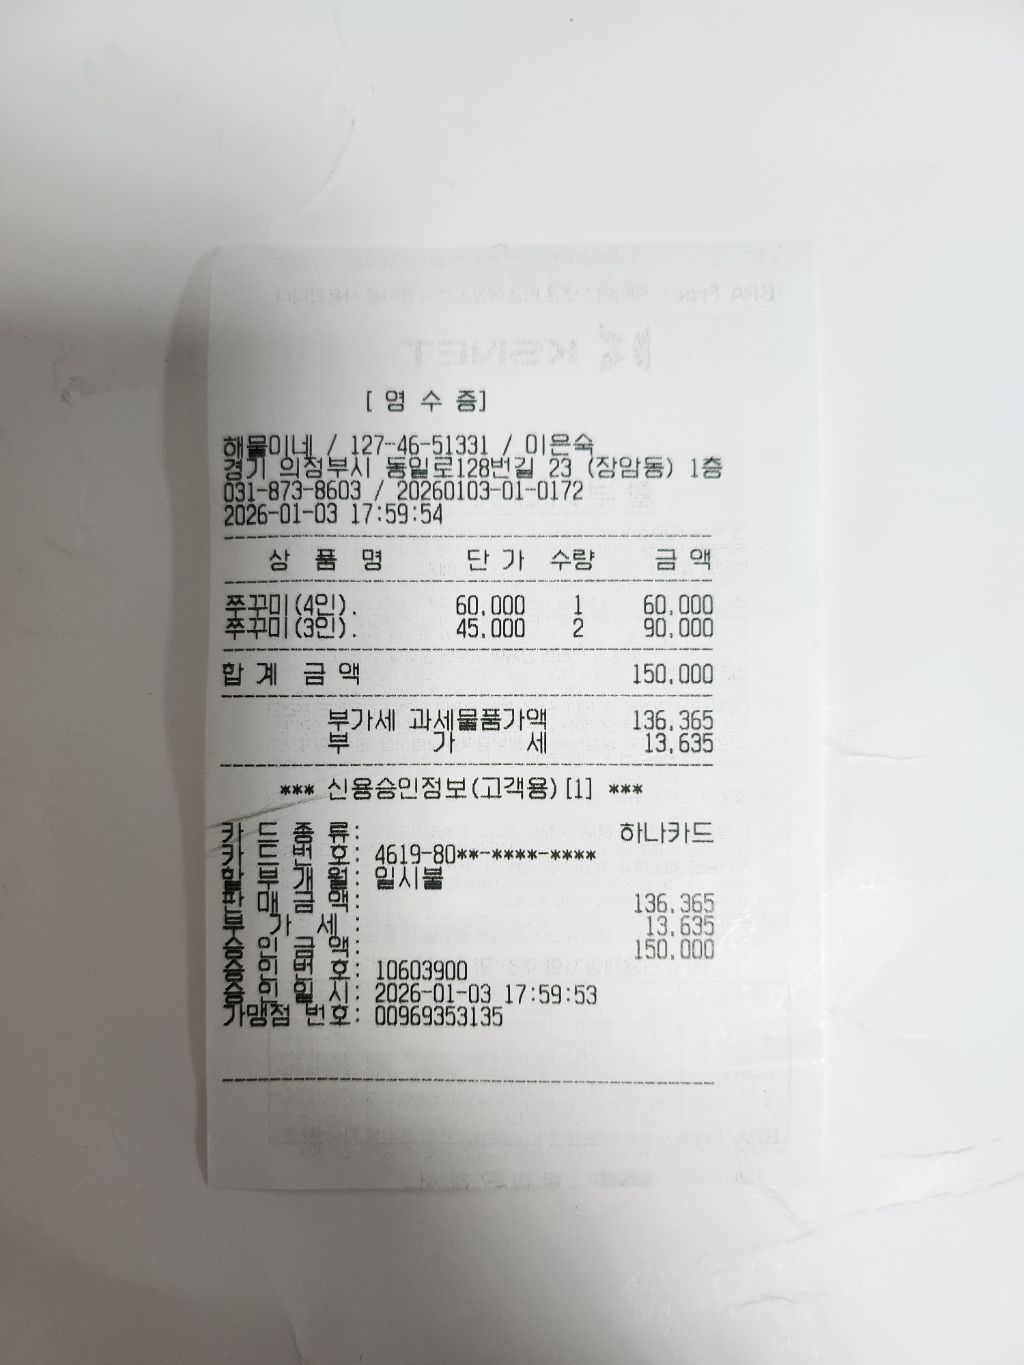 [ 영 수 증]
해물이네 / 127-46-51331 / 이은숙
경기 의정부시 동일로128번길 23 (장암동) 1층
031-873-8603 / 20260103-01-0172
2026-01-03 17:59:54
상 품 명 단 가 수량 금 액
쭈꾸미(4인). 60,000 1 60,000
쭈꾸미(3인). 45,000 2 90,000
합 계 금 액 150,000
부가세 과세물품가액 136,365
부 가 세 13,635
*** 신용승인정보(고객용)[1] ***
카 드 종 류: 하나카드
카 드 번 호: 4619-80**-****-****
할 부 개 월: 일시불
판 매 금 액: 136,365
부 가 세 : 13,635
승 인 금 액: 150,000
승 인 번 호: 10603900
승 인 일 시: 2026-01-03 17:59:53
가맹점 번호: 00969353135